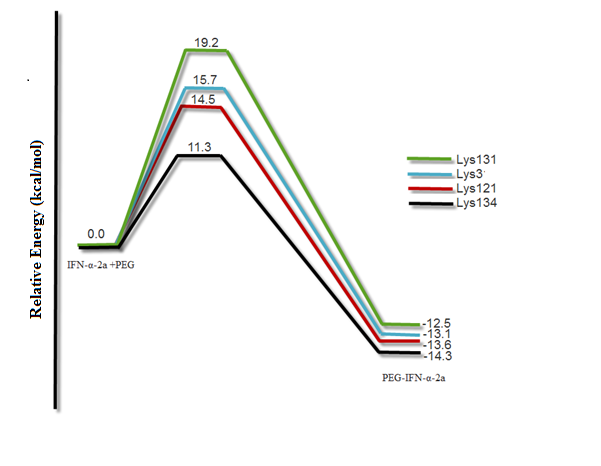 19.2
15.7
14.5
11.3
0.0
IFN-α-2a +PEG
Relative Energy (kcal/mol)
Lys131
Lys3
Lys121
Lys134
-12.5
-13.1
-13.6
-14.3
PEG-IFN-α-2a